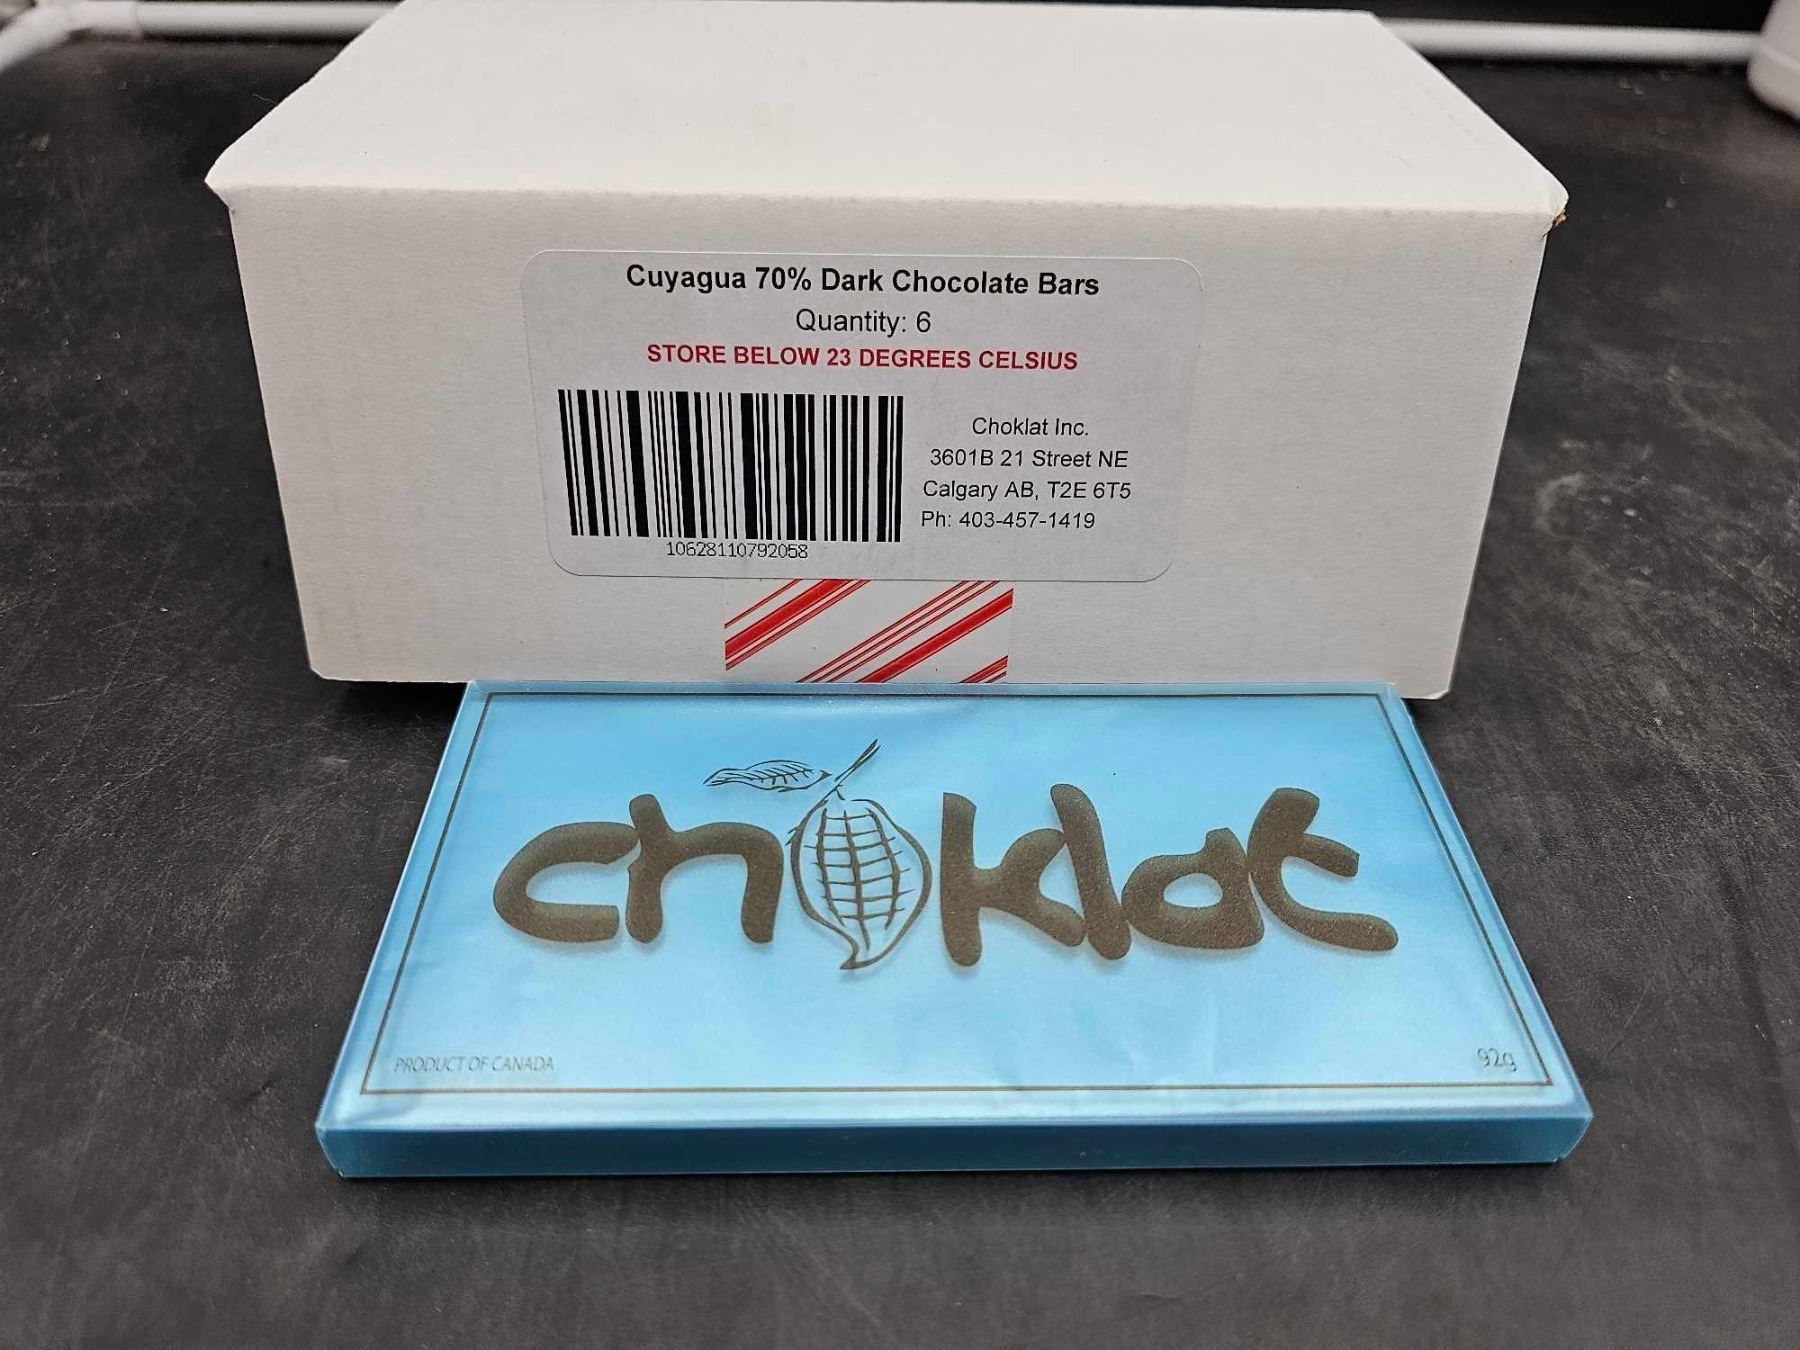 Cuyagua 70% Dark Chocolate Bars
Quantity: 6
STORE BELOW 23 DEGREES CELSIUS
Choklat Inc.
3601B 21 Street NE
Calgary AB, T2E 6T5
Ph: 403-457-1419
10628110792058
choklat
PRODUCT OF CANADA
92g